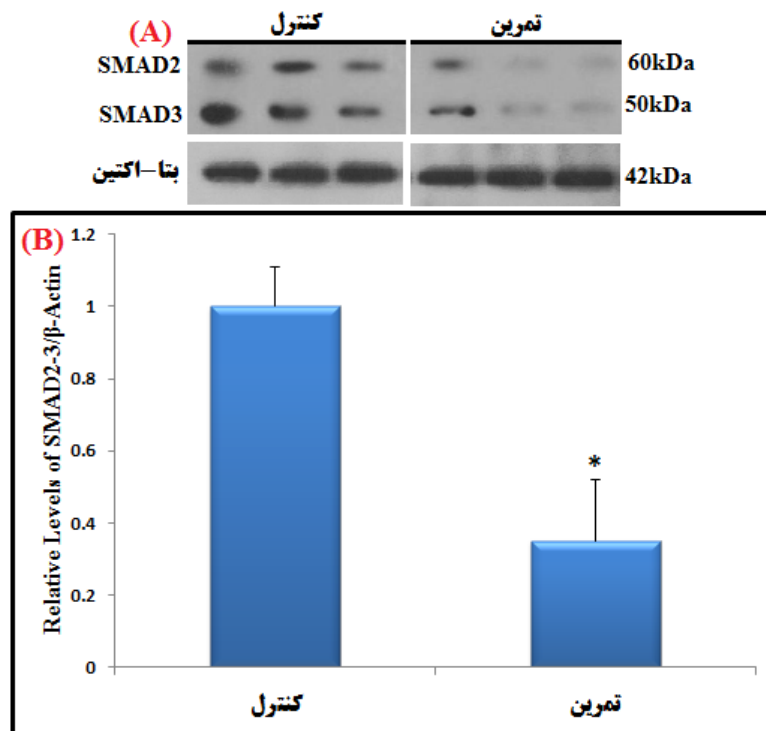 (A) کنترل تمرین
SMAD2 60kDa
SMAD3 50kDa
بتا-اکتین 42kDa
(B)
1.2
1
0.8
0.6
0.4
0.2
0
Relative Levels of SMAD2-3/β-Actin
*
کنترل تمرین